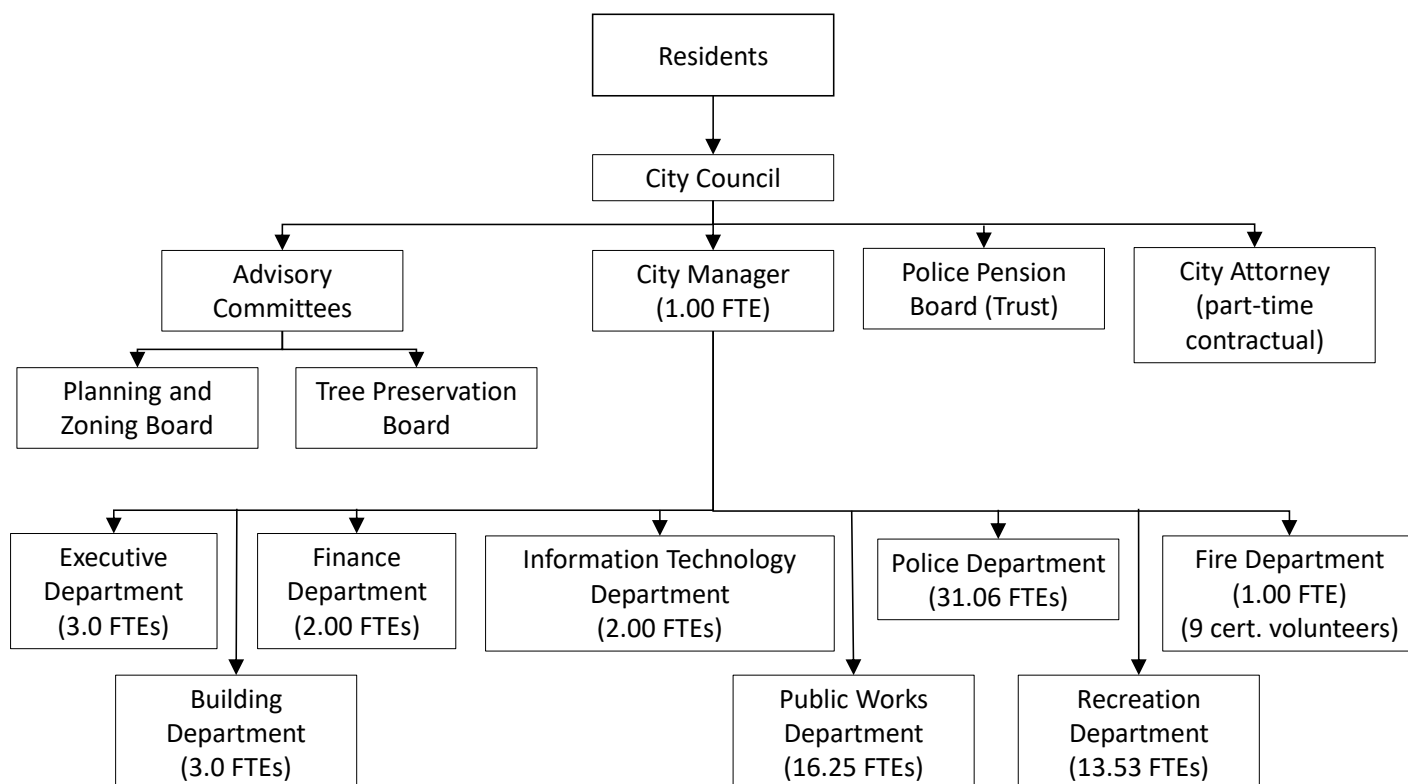 Residents
City Council
Advisory
Committees
City Manager
(1.00 FTE)
Police Pension
Board (Trust)
City Attorney
(part-time
contractual)
Planning and
Zoning Board
Tree Preservation
Board
Executive
Department
(3.0 FTEs)
Finance
Department
(2.00 FTEs)
Information Technology
Department
(2.00 FTEs)
Police Department
(31.06 FTEs)
Fire Department
(1.00 FTE)
(9 cert. volunteers)
Building
Department
(3.0 FTEs)
Public Works
Department
(16.25 FTEs)
Recreation
Department
(13.53 FTEs)